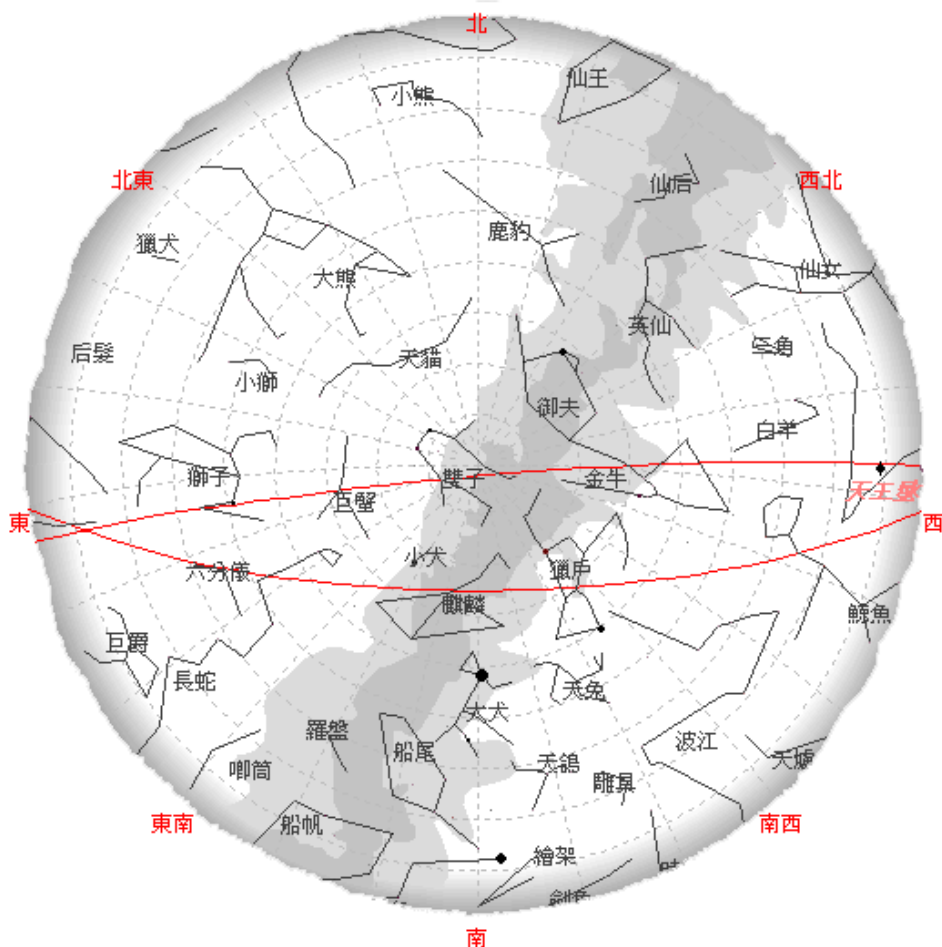 北
仙王
小熊
北東
仙后
西北
鹿豹
獵犬
仙女
大熊
英仙
三角
后髮
天貓
小獅
御夫
白羊
獅子
雙子
金牛
天王星
巨蟹
東
西
小犬
獵戶
六分儀
麒麟
鯨魚
巨爵
長蛇
天兔
大犬
羅盤
波江
船尾
天鴿
天爐
唧筒
雕具
東南
船帆
南西
繪架
劍魚
南